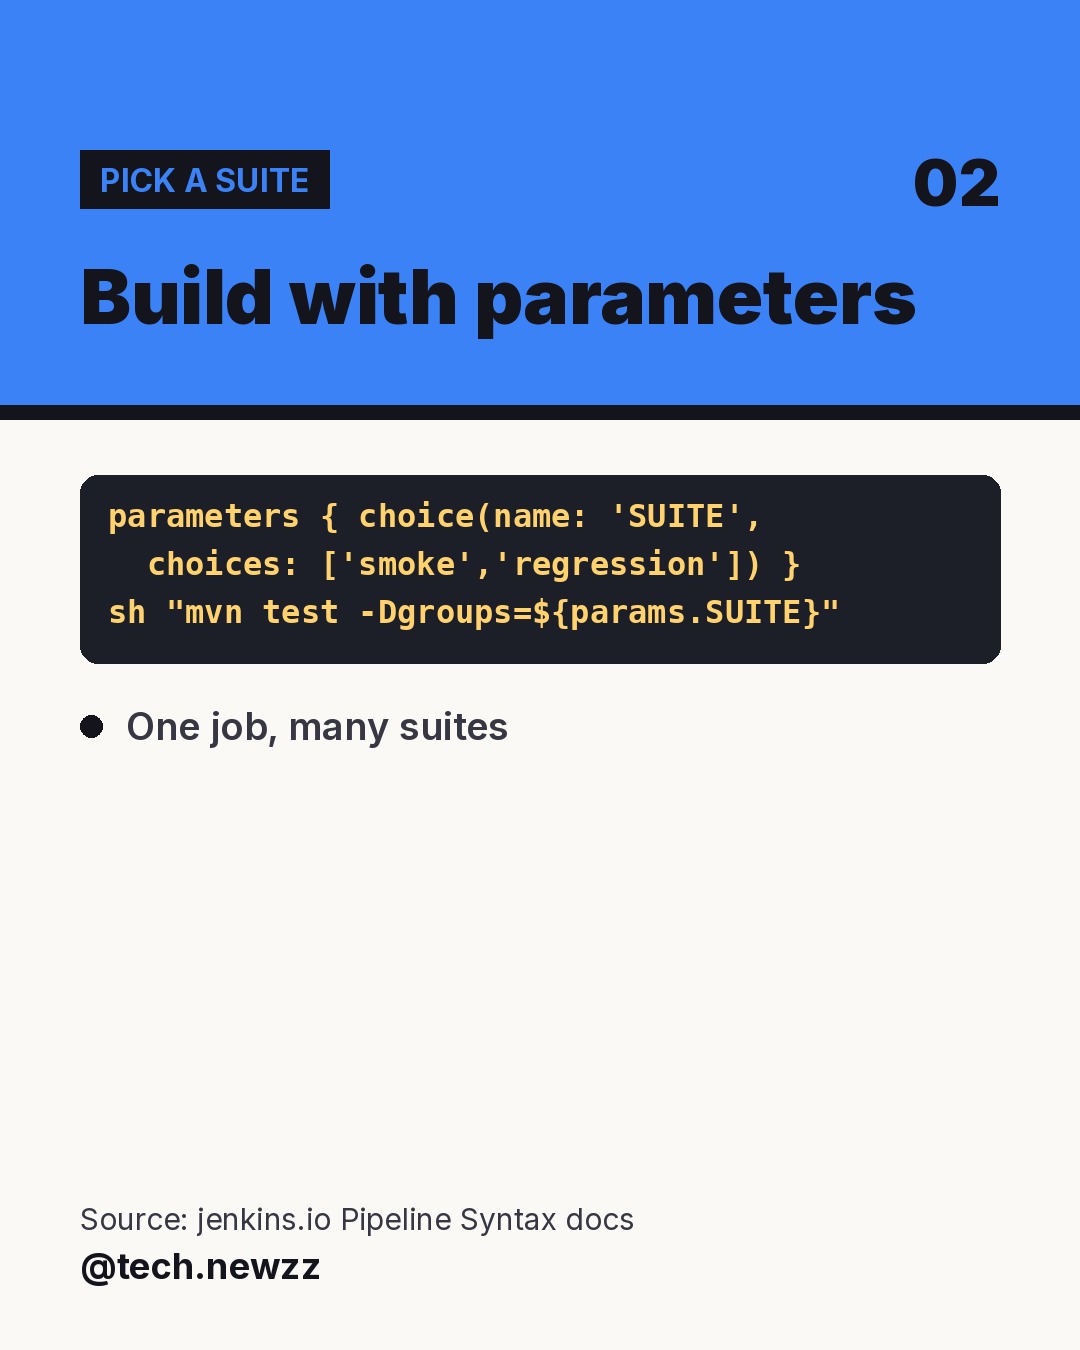 PICK A SUITE
02
Build with parameters
parameters { choice(name: 'SUITE',
  choices: ['smoke','regression']) }
sh "mvn test -Dgroups=${params.SUITE}"
One job, many suites
Source: jenkins.io Pipeline Syntax docs
@tech.newzz